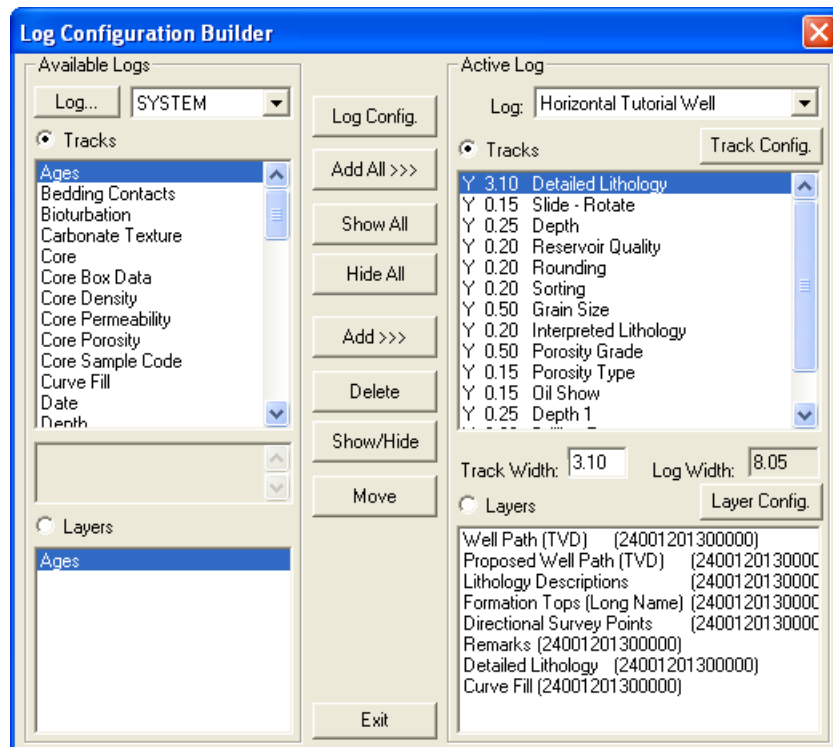 Log Configuration Builder
Available Logs
Log... SYSTEM
Tracks
Ages
Bedding Contacts
Bioturbation
Carbonate Texture
Core
Core Box Data
Core Density
Core Permeability
Core Porosity
Core Sample Code
Curve Fill
Date
Depth
Layers
Ages
Log Config.
Add All >>>
Show All
Hide All
Add >>>
Delete
Show/Hide
Move
Exit
Active Log
Log: Horizontal Tutorial Well
Tracks Track Config.
Y 3.10 Detailed Lithology
Y 0.15 Slide - Rotate
Y 0.25 Depth
Y 0.20 Reservoir Quality
Y 0.20 Rounding
Y 0.20 Sorting
Y 0.50 Grain Size
Y 0.20 Interpreted Lithology
Y 0.50 Porosity Grade
Y 0.15 Porosity Type
Y 0.15 Oil Show
Y 0.25 Depth 1
Track Width: 3.10 Log Width: 8.05
Layers Layer Config.
Well Path (TVD) (24001201300000)
Proposed Well Path (TVD) (2400120130000
Lithology Descriptions (2400120130000
Formation Tops (Long Name) (2400120130000
Directional Survey Points (2400120130000
Remarks (24001201300000)
Detailed Lithology (24001201300000)
Curve Fill (24001201300000)